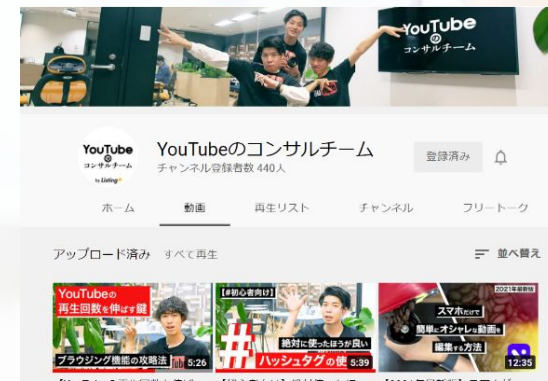 YouTube
の
コンサルチーム
YouTube
の
コンサルチーム
by Listing+
YouTubeのコンサルチーム
チャンネル登録者数 440人
登録済み
ホーム 動画 再生リスト チャンネル フリートーク
アップロード済み すべて再生
並べ替え
YouTubeの
再生回数を伸ばす鍵
ブラウジング機能の攻略法
5:26
【#初心者向け】
#
絶対に使ったほうが良い
ハッシュタグの使
5:39
2021年最新版
スマホだけで
簡単にオシャレな動画を
編集する方法
12:35